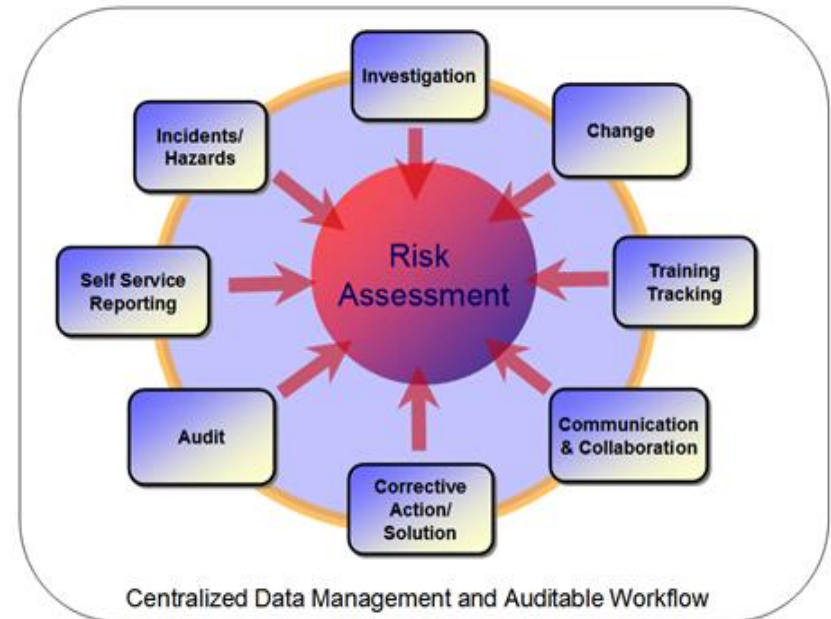 Investigation
Change
Incidents/
Hazards
Risk
Assessment
Training
Tracking
Self Service
Reporting
Communication
& Collaboration
Audit
Corrective
Action/
Solution
Centralized Data Management and Auditable Workflow